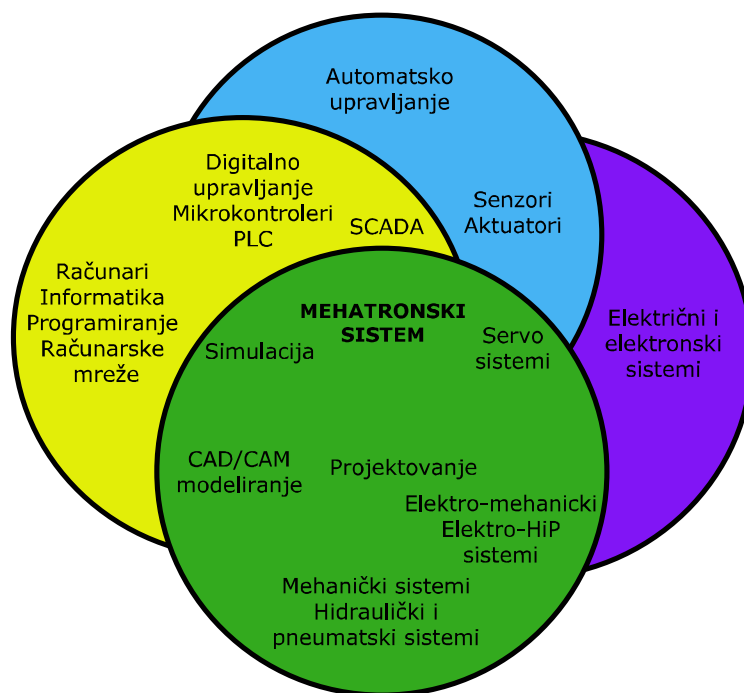 Automatsko
upravljanje
Digitalno
upravljanje
Mikrokontroleri
PLC
SCADA
Senzori
Aktuatori
Računari
Informatika
Programiranje
Računarske
mreže
MEHATRONSKI
SISTEM
Simulacija
Servo
sistemi
Električni i
elektronski
sistemi
CAD/CAM
modeliranje
Projektovanje
Elektro-mehanicki
Elektro-HiP
sistemi
Mehanički sistemi
Hidraulički i
pneumatski sistemi